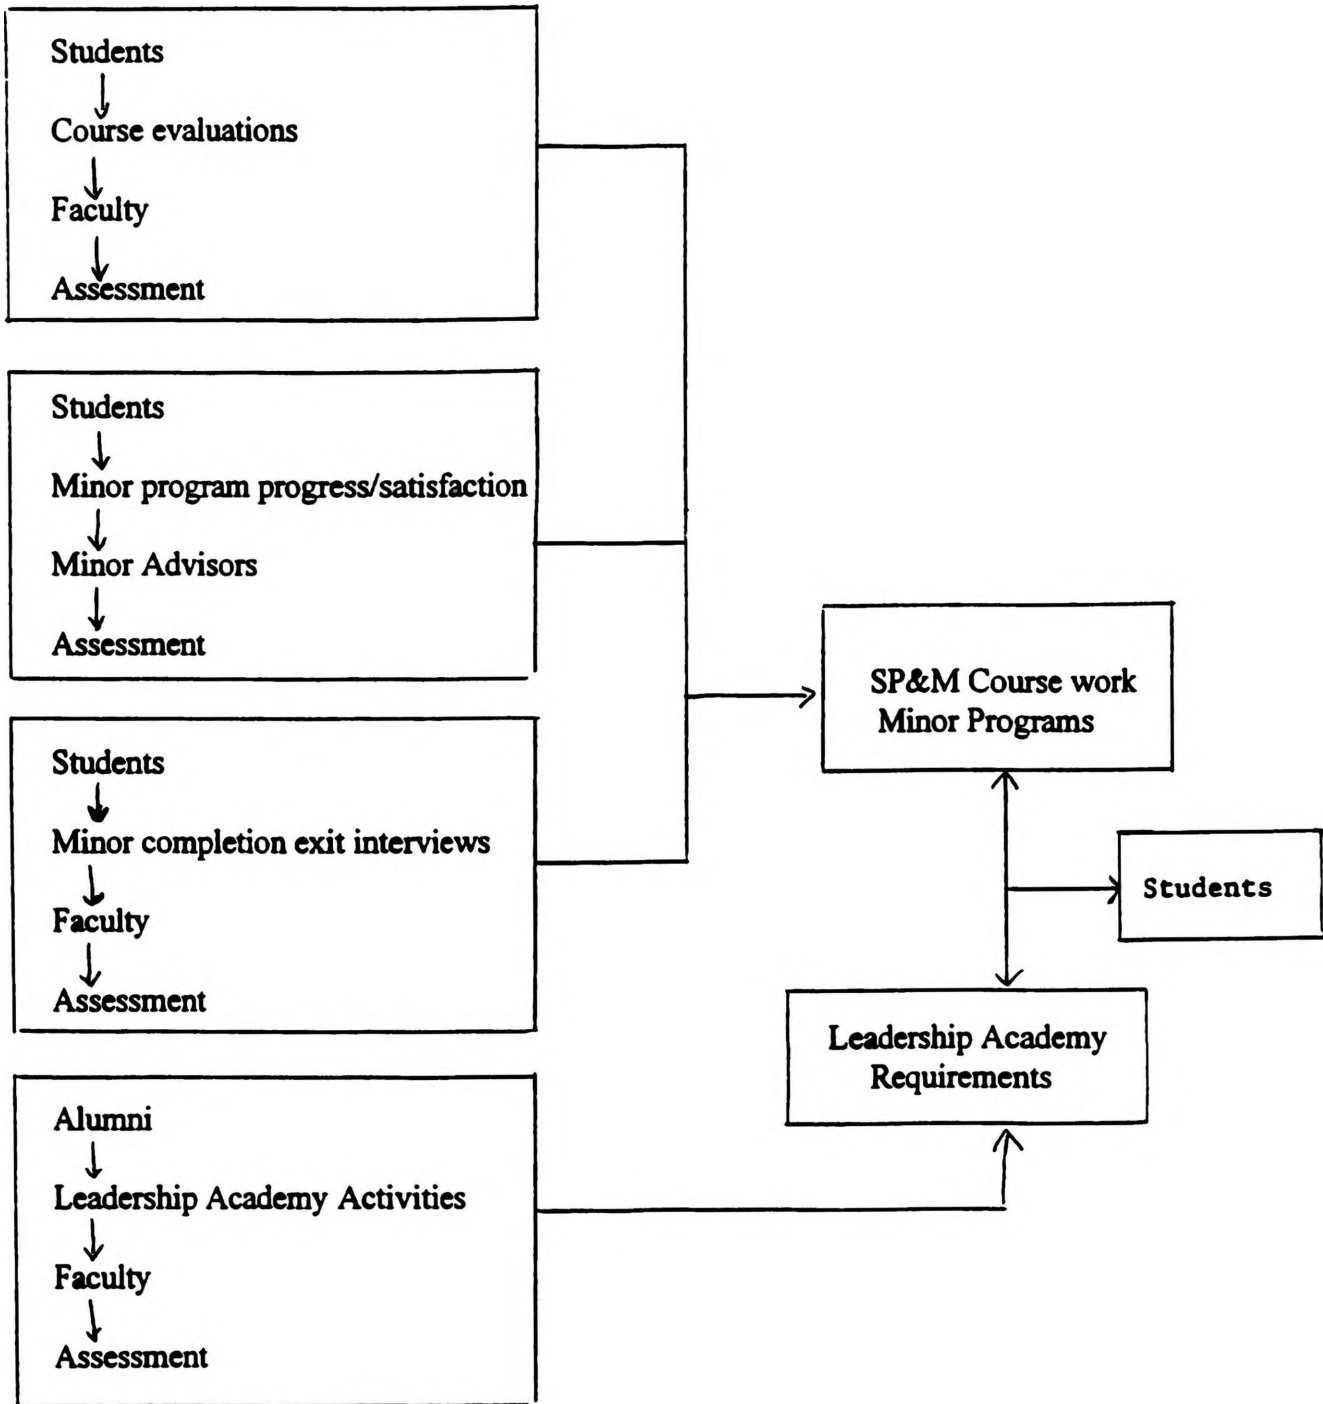 Students
Course evaluations
Faculty
Assessment
Students
Minor program progress/satisfaction
Minor Advisors
Assessment
Students
Minor completion exit interviews
Faculty
Assessment
Alumni
Leadership Academy Activities
Faculty
Assessment
SP&M Course work
Minor Programs
Students
Leadership Academy
Requirements